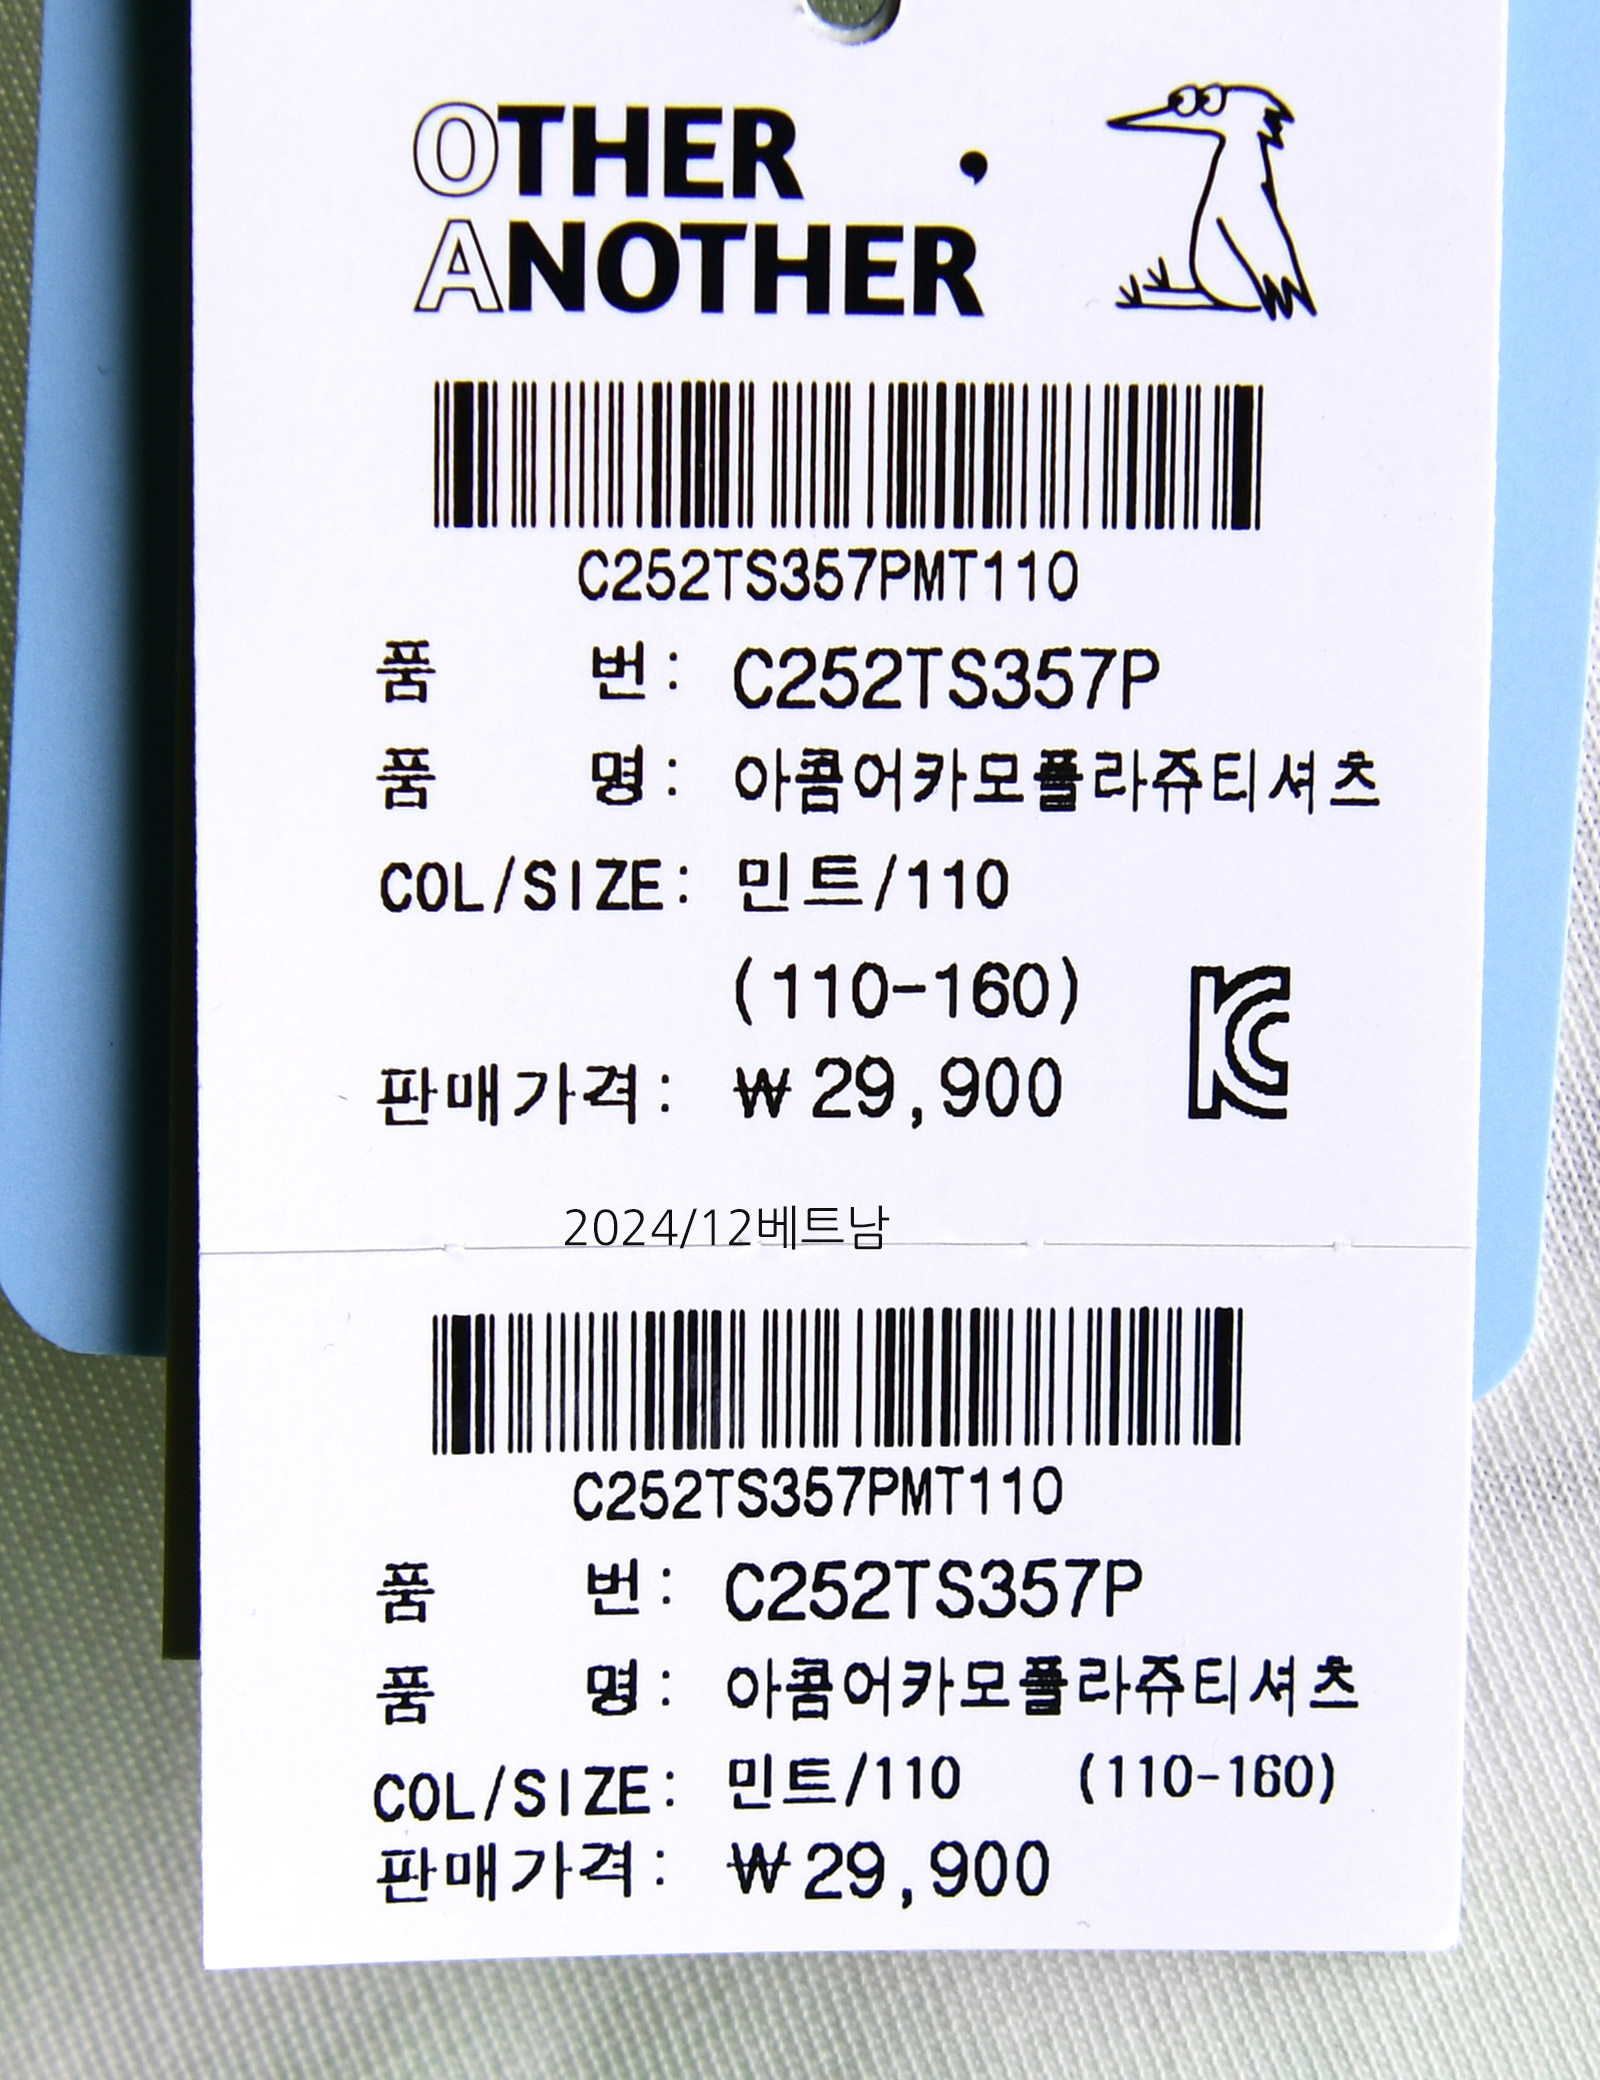 OTHER
ANOTHER
C252TS357PMT110
품 번: C252TS357P
품 명: 아콤어카모플라쥬티셔츠
COL/SIZE: 민트/110
(110-160)
판매가격: ₩29,900
2024/12베트남
C252TS357PMT110
품 번: C252TS357P
품 명: 아콤어카모플라쥬티셔츠
COL/SIZE: 민트/110 (110-160)
판매가격: ₩29,900